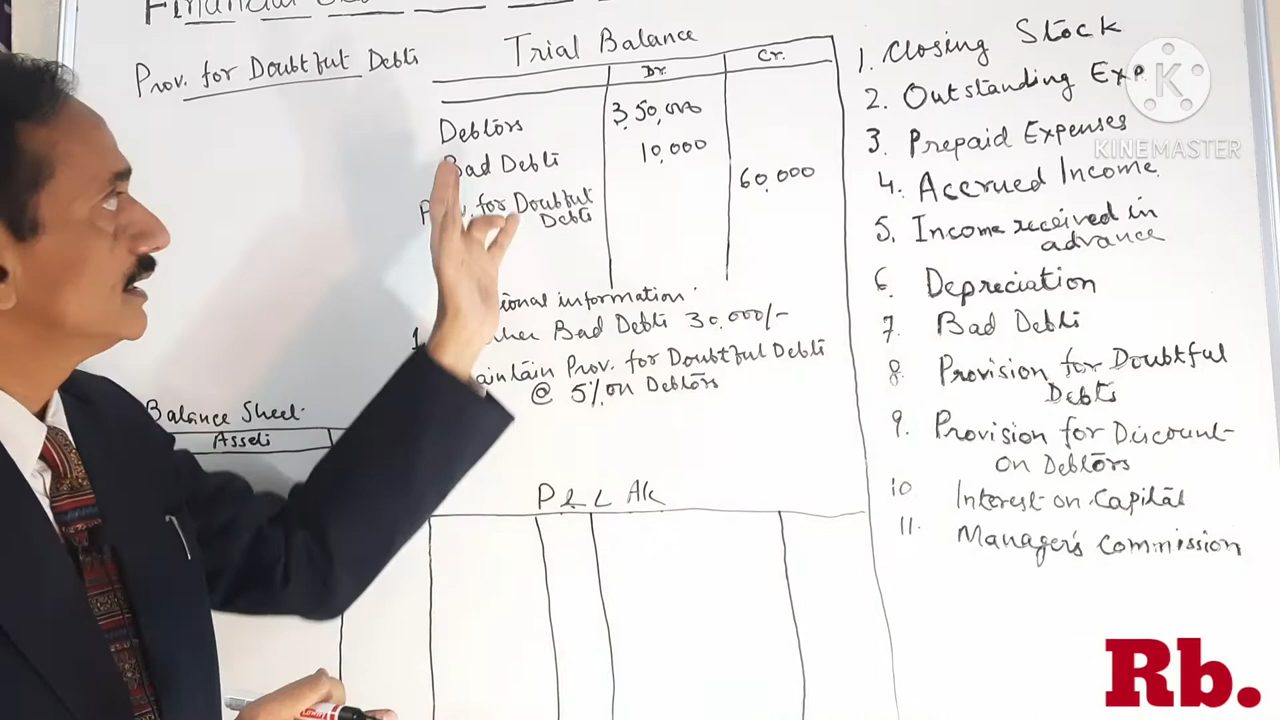 Financial
Prov. for Doubtful Debts
Trial Balance
Dr. Cr.
Debtors 3,50,000
Bad Debts 10,000
for Doubtful 60,000
Debts
ional information
Bad Debts 30,000/-
aintain Prov. for Doubtful Debts
@ 5% on Debtors
Balance Sheet
Assets
P & L A/c
1. Closing Stock
2. Outstanding Exp
3. Prepaid Expenses
4. Accrued Income
5. Income received in
advance
6. Depreciation
7. Bad Debts
8. Provision for Doubtful
Debts
9. Provision for Discount
on Debtors
10 Interest on Capital
11. Manager's Commission
K
KINEMASTER
Rb.